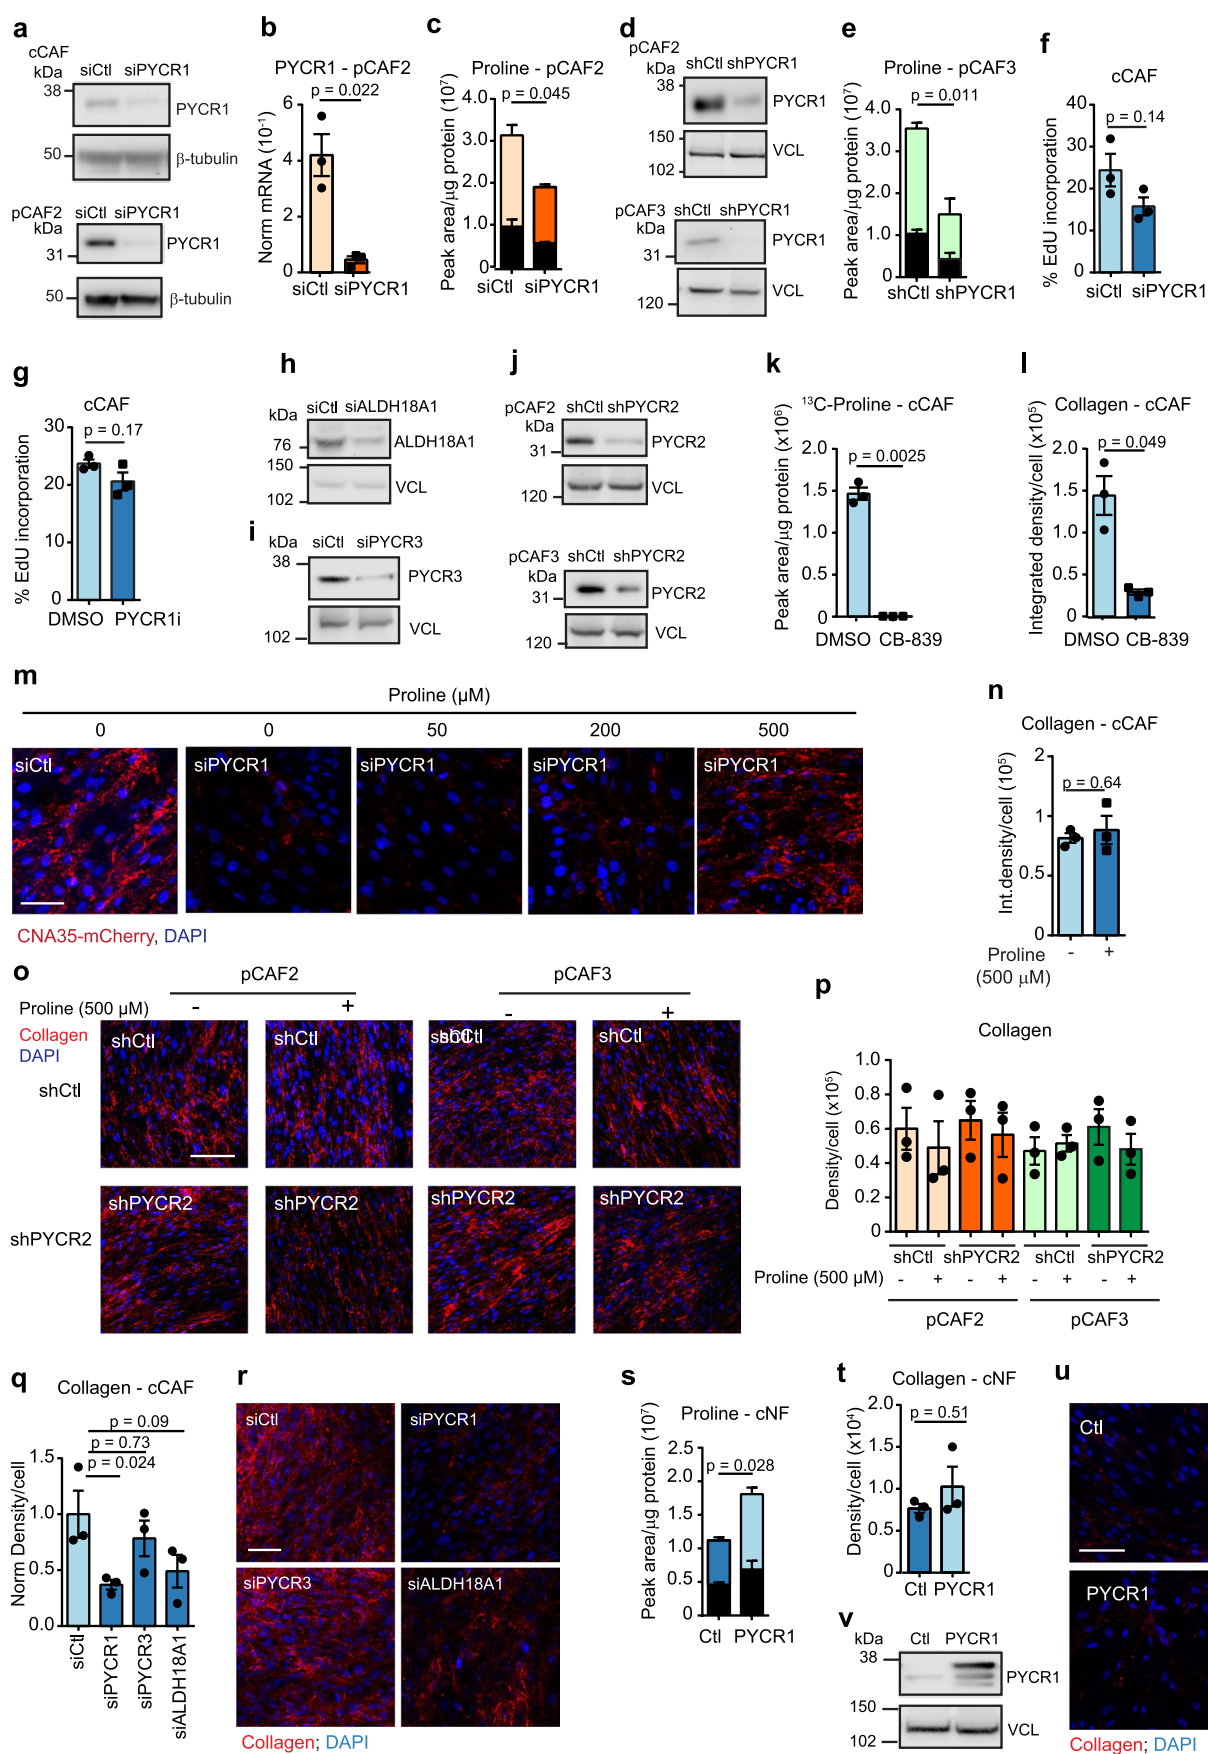 a
cCAF
kDa
siCtl siPYCR1
38
PYCR1
50
β-tubulin
pCAF2
kDa
siCtl siPYCR1
PYCR1
31
50
β-tubulin
b
PYCR1 - pCAF2
p = 0.022
Norm mRNA (10⁻¹)
6
4
2
0
siCtl siPYCR1
c
Proline - pCAF2
p = 0.045
Peak area/µg protein (10⁷)
4.0
3.0
2.0
1.0
0
siCtl siPYCR1
d
pCAF2
kDa
shCtl shPYCR1
38
PYCR1
150
VCL
102
pCAF3
kDa
shCtl shPYCR1
PYCR1
31
VCL
120
e
Proline - pCAF3
p = 0.011
Peak area/µg protein (10⁷)
4.0
2.0
1.0
0
shCtl shPYCR1
f
cCAF
p = 0.14
% EdU incorporation
40
30
20
10
0
siCtl siPYCR1
g
cCAF
p = 0.17
% EdU incorporation
30
20
10
0
DMSO PYCR1i
h
kDa
siCtl siALDH18A1
76
ALDH18A1
150
VCL
102
i
kDa
siCtl siPYCR3
38
PYCR3
VCL
102
j
pCAF2
kDa
shCtl shPYCR2
31
PYCR2
VCL
120
pCAF3
kDa
shCtl shPYCR2
31
PYCR2
VCL
120
k
¹³C-Proline - cCAF
p = 0.0025
Peak area/µg protein (x10⁶)
2.0
1.5
1.0
0.5
0
DMSO CB-839
l
Collagen - cCAF
p = 0.049
Integrated density/cell (x10⁵)
2.0
1.5
1.0
0.5
0
DMSO CB-839
m
Proline (µM)
0 0 50 200 500
siCtl siPYCR1 siPYCR1 siPYCR1 siPYCR1
CNA35-mCherry, DAPI
n
Collagen - cCAF
p = 0.64
Int.density/cell (10⁵)
2
1
0.5
0
Proline
(500 µM)
- +
o
pCAF2 pCAF3
Proline (500 µM) - + - +
Collagen
DAPI
shCtl
shCtl shCtl shCtl shCtl
shPYCR2
shPYCR2 shPYCR2 shPYCR2 shPYCR2
p
Collagen
Density/cell (x10⁵)
1.0
0.8
0.6
0.4
0.2
0
shCtl shPYCR2 shCtl shPYCR2
Proline (500 µM) - + - + - + - +
pCAF2 pCAF3
q
Collagen - cCAF
p = 0.09
p = 0.73
p = 0.024
Norm Density/cell
1.5
1.0
0.5
0.0
siCtl
siPYCR1
siPYCR3
siALDH18A1
r
siCtl siPYCR1
siPYCR3 siALDH18A1
Collagen; DAPI
s
Proline - cNF
p = 0.028
Peak area/µg protein (10⁷)
2.5
2.0
1.5
1.0
0.5
0
Ctl PYCR1
t
Collagen - cNF
p = 0.51
Density/cell (x10⁴)
2.0
1.5
1.0
0.5
0
Ctl PYCR1
u
Ctl
PYCR1
Collagen; DAPI
v
kDa
Ctl PYCR1
38
PYCR1
150
VCL
102